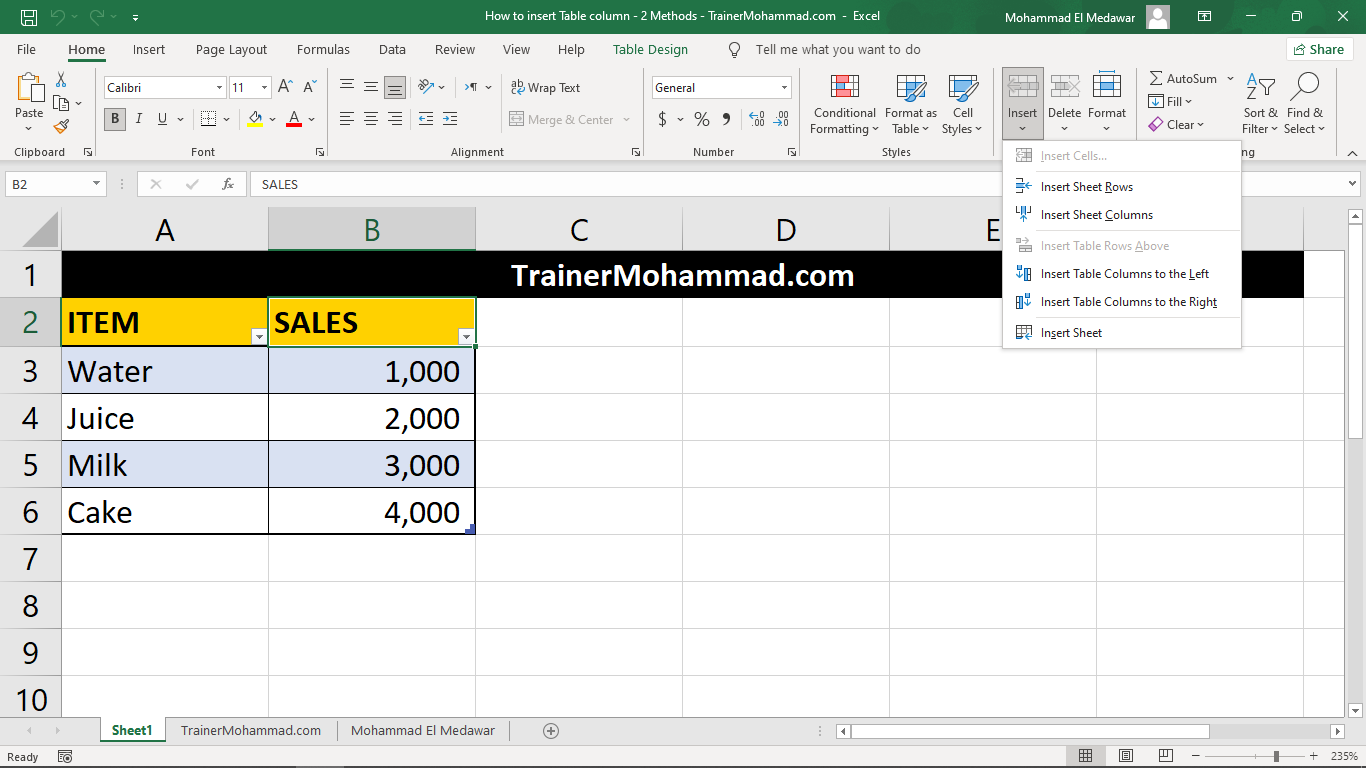 How to insert Table column - 2 Methods - TrainerMohammad.com - Excel
Mohammad El Medawar
File Home Insert Page Layout Formulas Data Review View Help Table Design Tell me what you want to do Share
Paste
Clipboard
Calibri 11
B I U A
Font
Wrap Text
Merge & Center
Alignment
General
$ %
Number
Conditional Formatting
Format as Table
Cell Styles
Styles
Insert
Delete
Format
AutoSum
Fill
Clear
Sort & Filter
Find & Select
ng
Insert Cells...
Insert Sheet Rows
Insert Sheet Columns
Insert Table Rows Above
Insert Table Columns to the Left
Insert Table Columns to the Right
Insert Sheet
B2 fx SALES
A B C D E
1 TrainerMohammad.com
2 ITEM SALES
3 Water 1,000
4 Juice 2,000
5 Milk 3,000
6 Cake 4,000
7
8
9
10
Sheet1 TrainerMohammad.com Mohammad El Medawar
Ready 235%